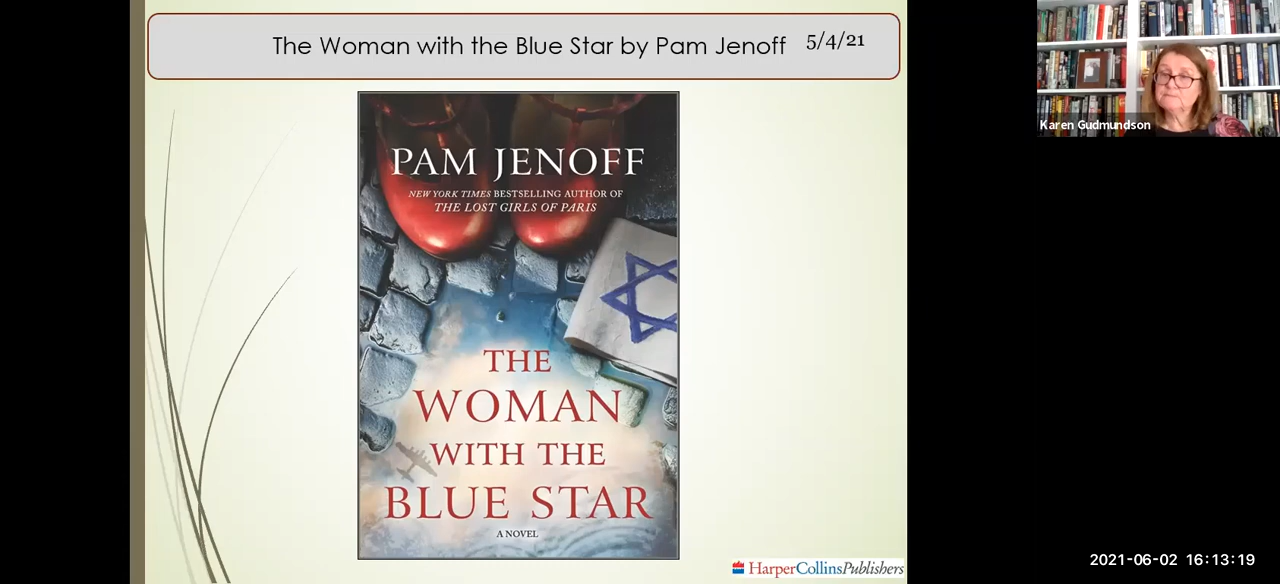 The Woman with the Blue Star by Pam Jenoff 5/4/21
PAM JENOFF
NEW YORK TIMES BESTSELLING AUTHOR OF
THE LOST GIRLS OF PARIS
THE
WOMAN
WITH THE
BLUE STAR
A NOVEL
HarperCollinsPublishers
Karen Gudmundson
2021-06-02 16:13:19